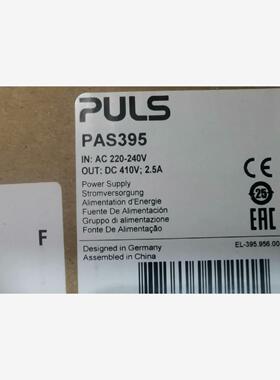 PULS
PAS395
IN: AC 220-240V
OUT: DC 410V; 2.5A
Power Supply
Stromversorgung
Alimentation d'Energie
Fuente De Alimentación
Gruppo di alimentazione
Fonte De Alimentação
25
EAC
F
Designed in Germany
Assembled in China
EL-395.956.00